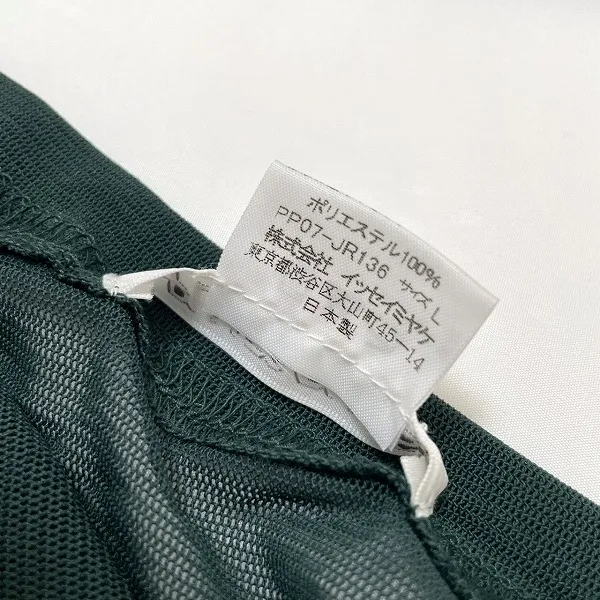 ポリエステル100%
PP07-JR136 サイズ L
株式会社 イッセイミヤケ
東京都渋谷区大山町45-14
日本製